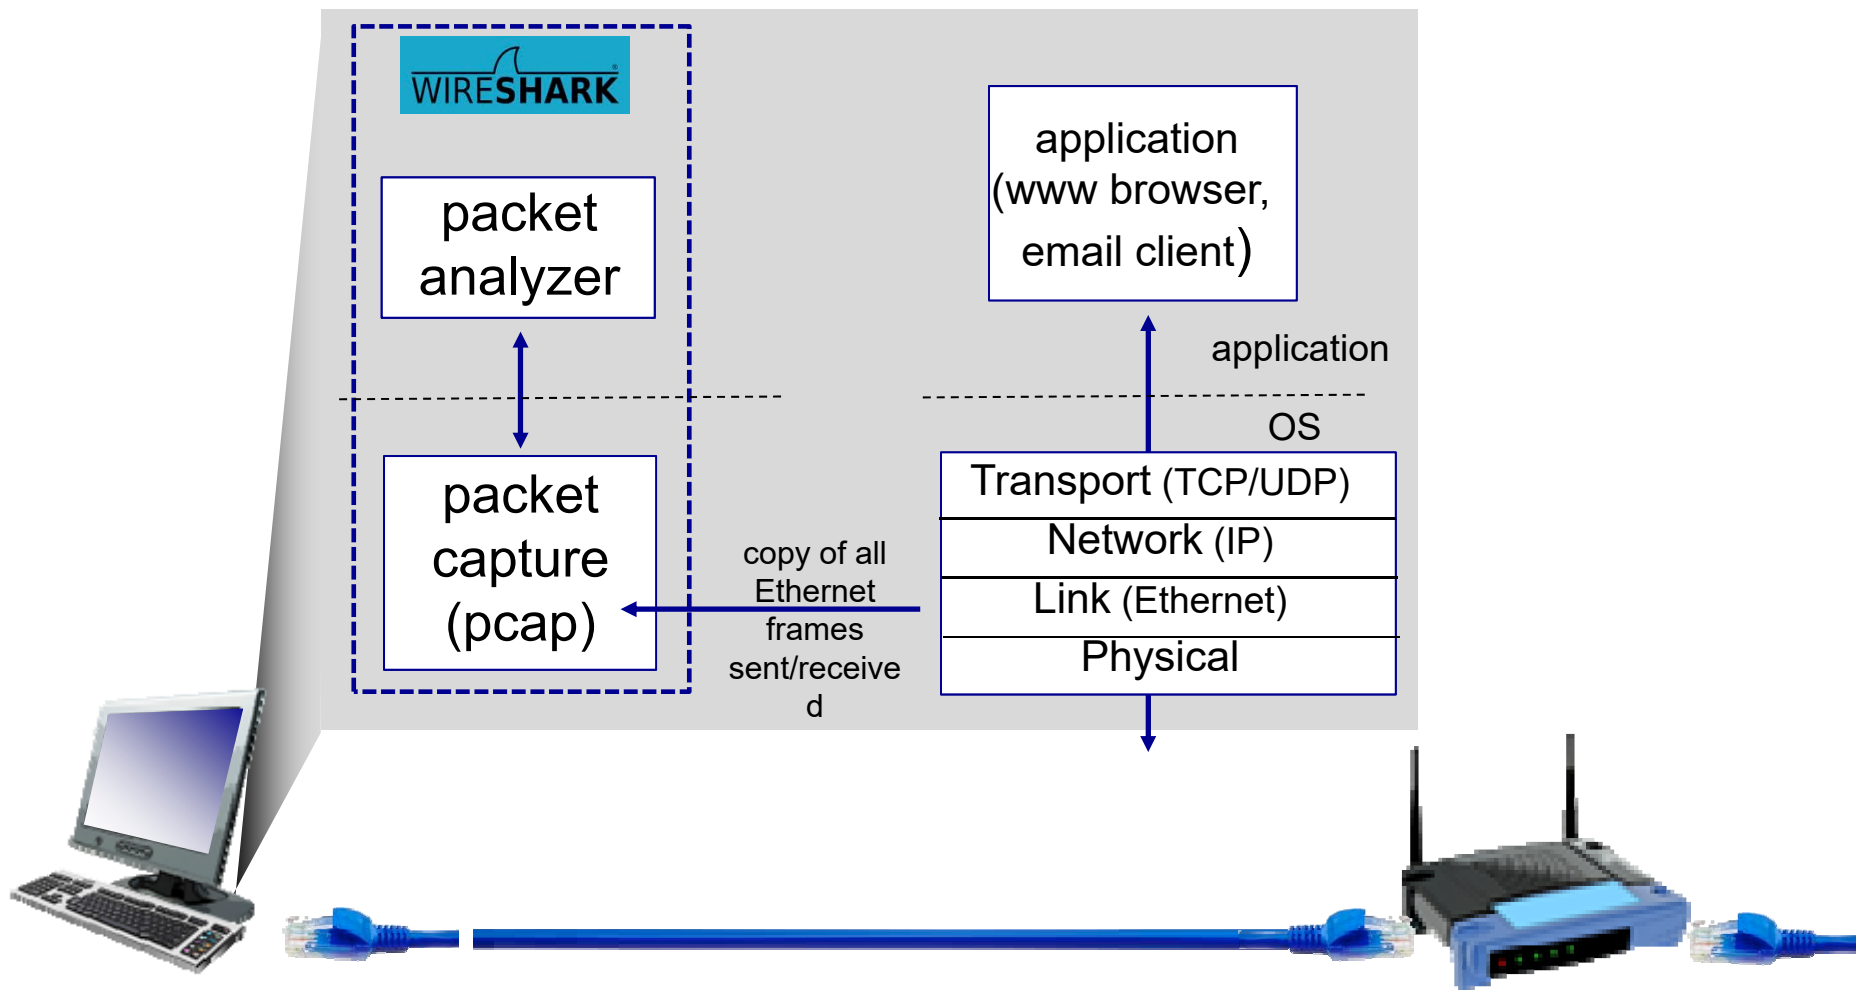 WIRESHARK®
packet
analyzer
packet
capture
(pcap)
copy of all
Ethernet
frames
sent/receive
d
application
(www browser,
email client)
application
OS
Transport (TCP/UDP)
Network (IP)
Link (Ethernet)
Physical